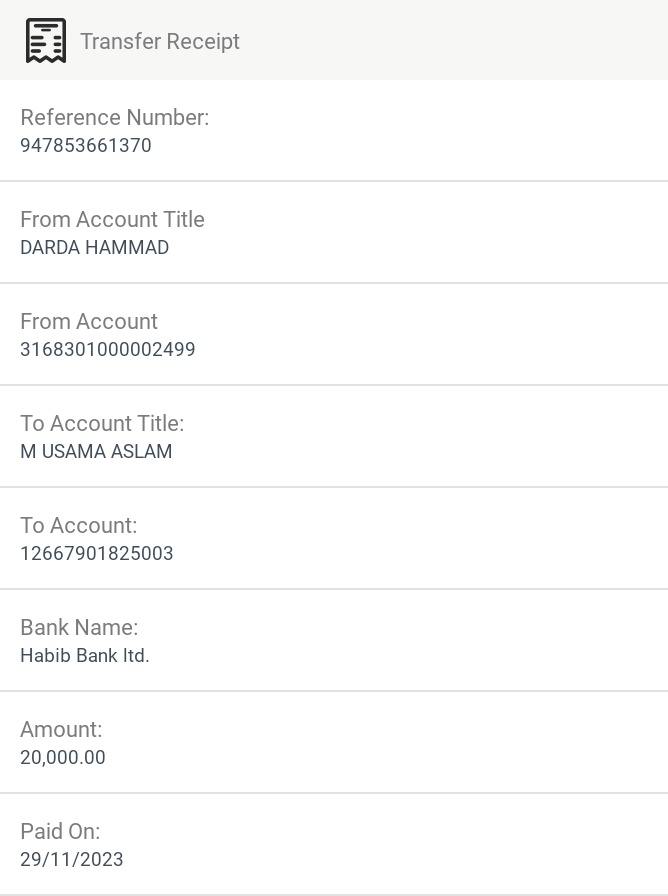 Transfer Receipt
Reference Number:
947853661370
From Account Title
DARDA HAMMAD
From Account
3168301000002499
To Account Title:
M USAMA ASLAM
To Account:
12667901825003
Bank Name:
Habib Bank ltd.
Amount:
20,000.00
Paid On:
29/11/2023